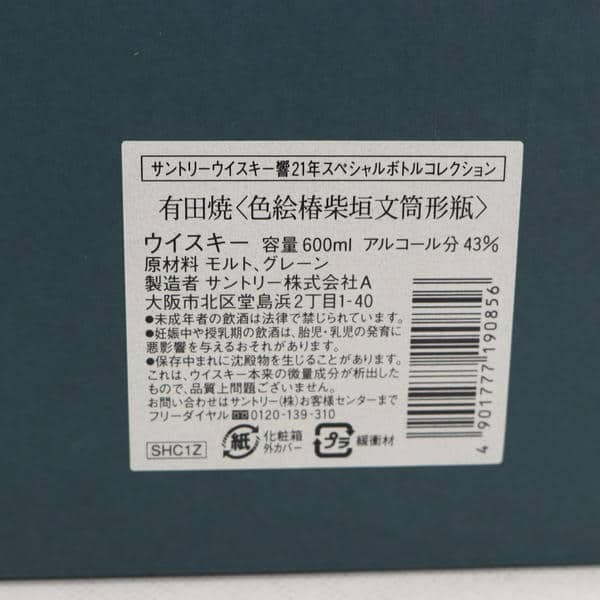 サントリーウイスキー響21年スペシャルボトルコレクション
有田焼〈色絵椿柴垣文筒形瓶〉
ウイスキー 容量600ml アルコール分43%
原材料 モルト、グレーン
製造者 サントリー株式会社A
大阪市北区堂島浜2丁目1-40
●未成年者の飲酒は法律で禁じられています。
●妊娠中や授乳期の飲酒は、胎児・乳児の発育に
悪影響を与えるおそれがあります。
●保存中まれに沈殿物を生じることがあります。
これは、ウイスキー本来の微量成分が析出した
もので、品質上問題ございません。
お問い合わせはサントリー(株)お客様センターまで
フリーダイヤル 0120-139-310
SHC1Z
紙
化粧箱
外カバー
プラ
緩衝材
4 901777 190856